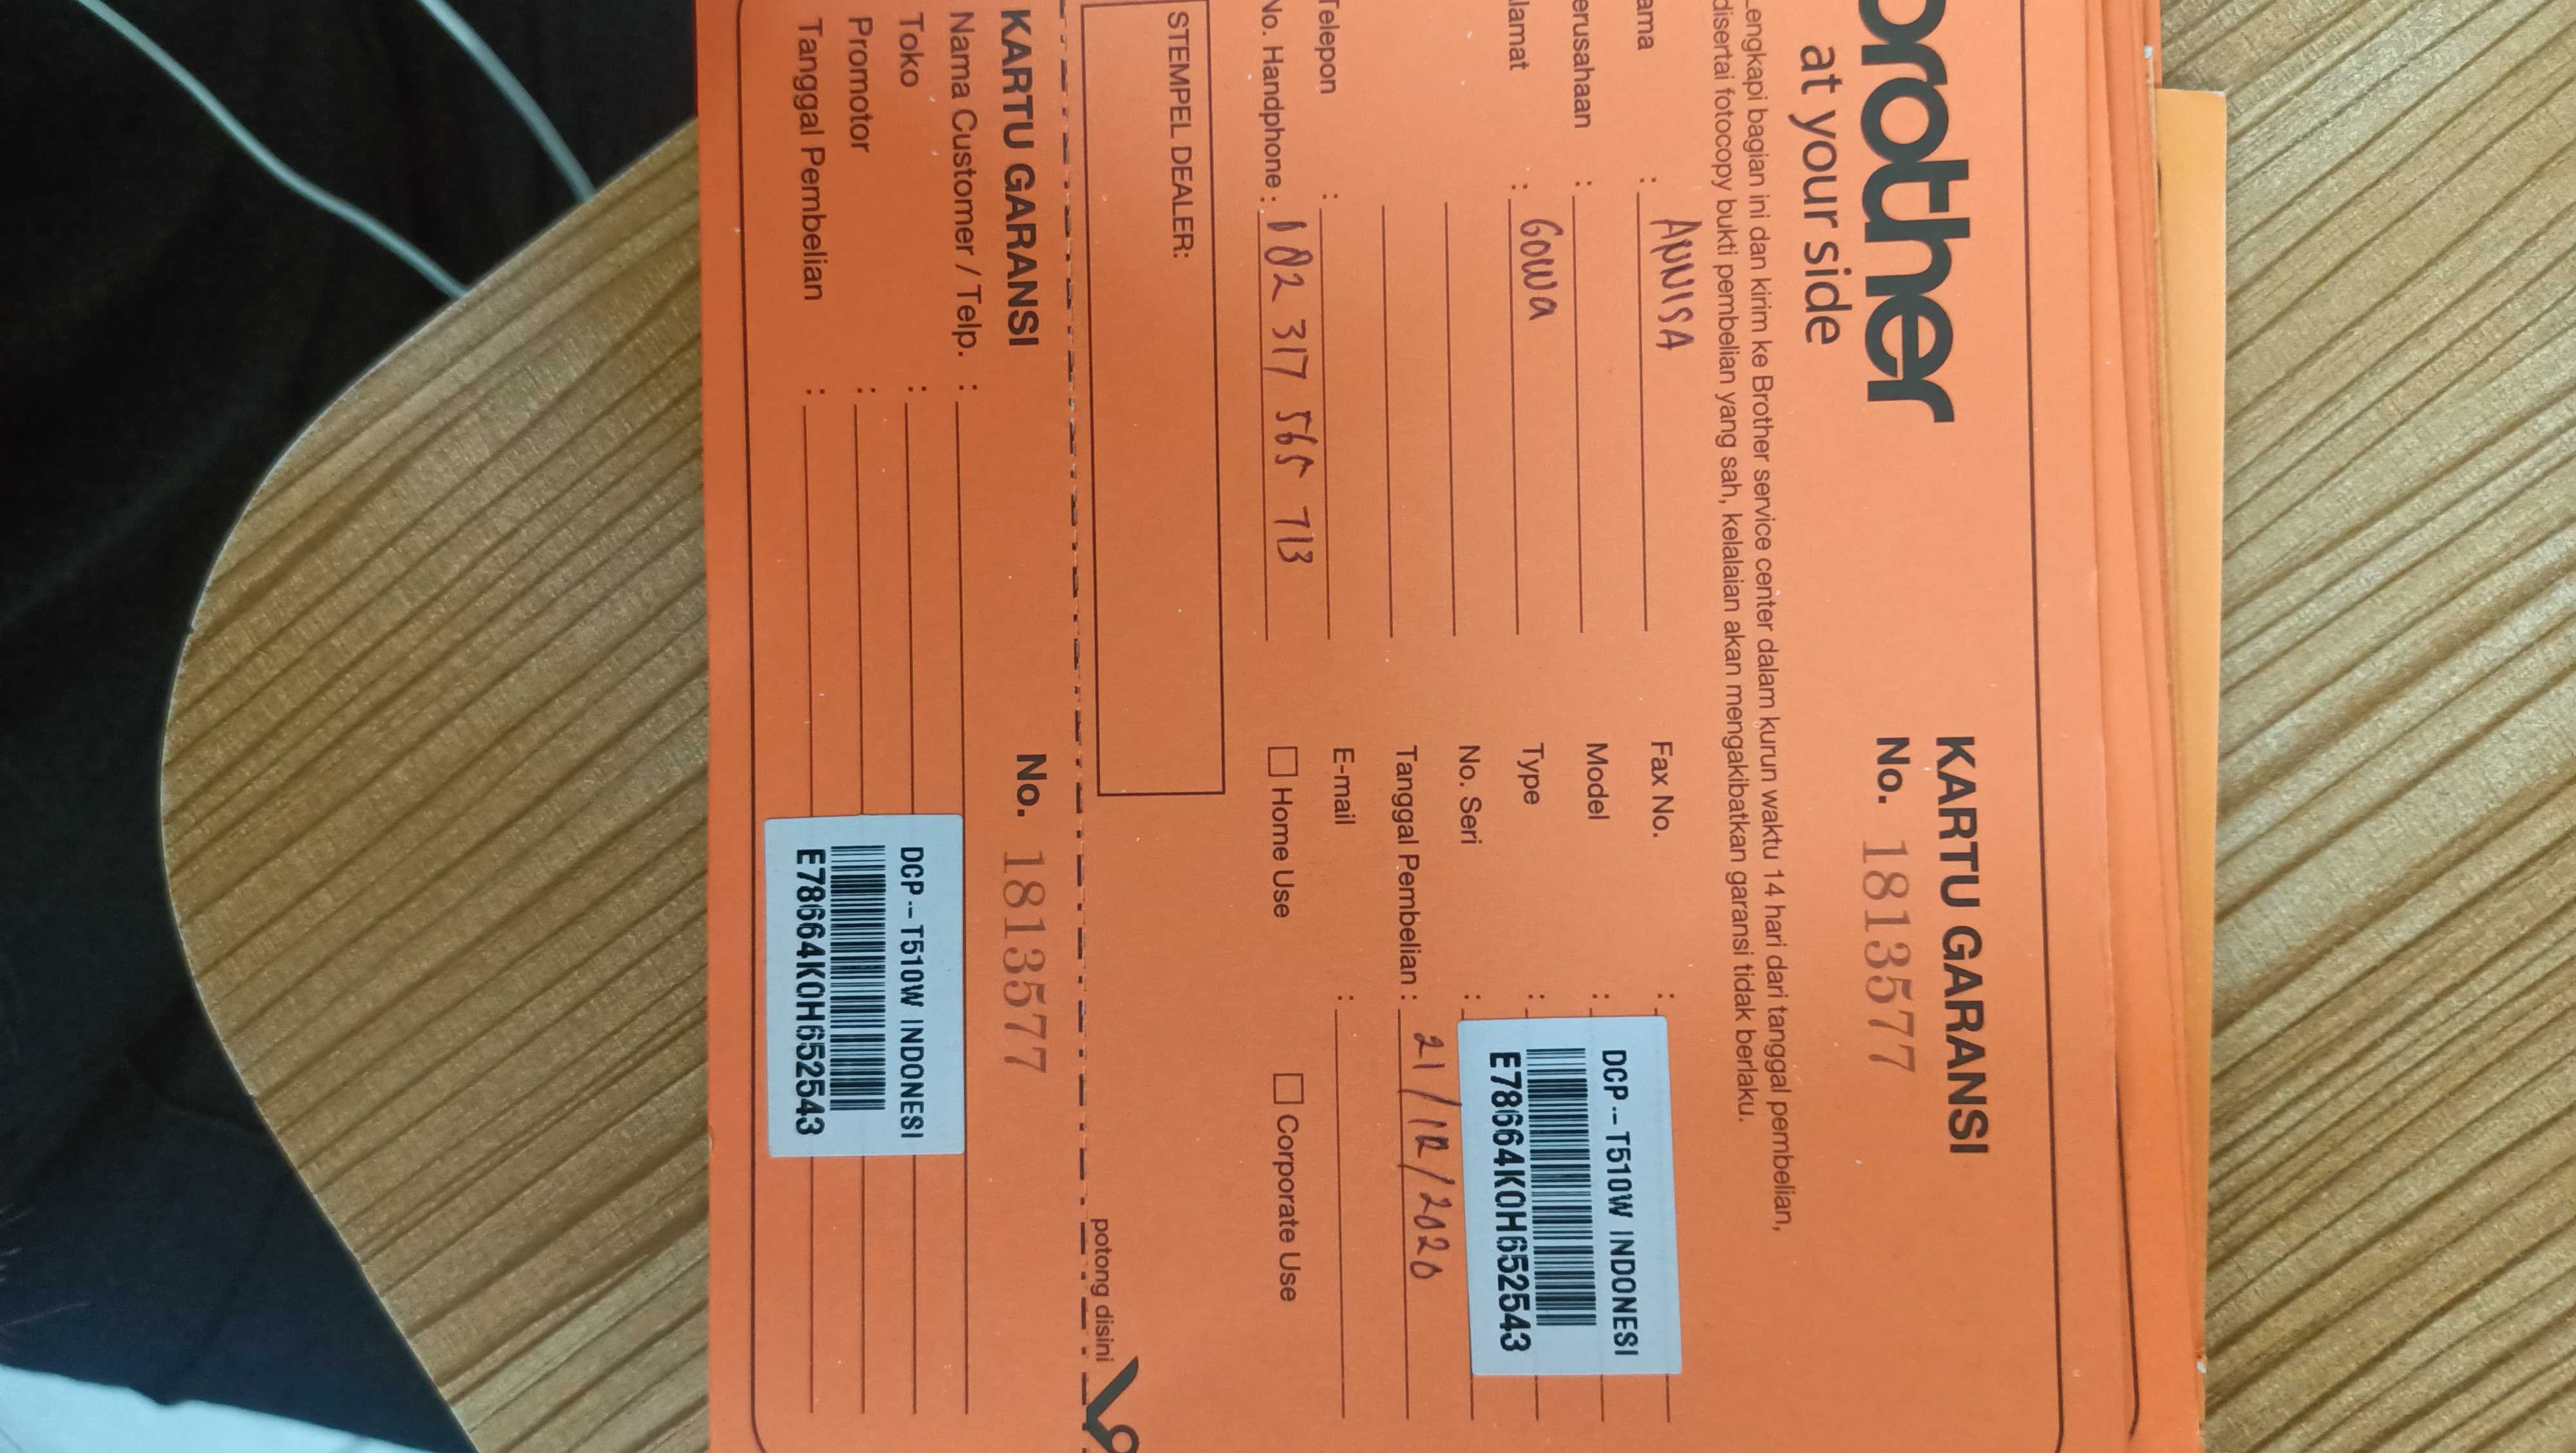 brother
at your side
KARTU GARANSI
No. 1813577
Lengkapi bagian ini dan kirim ke Brother service center dalam kurun waktu 14 hari dari tanggal pembelian,
disertai fotocopy bukti pembelian yang sah, kelalaian akan mengakibatkan garansi tidak berlaku.
ama : ANNISA
erusahaan :
lamat : GOWA
Telepon :
No. Handphone : 082 317 565 713
Fax No. :
Model :
Type :
No. Seri :
DCP--T510W INDONESI
E78664K0H652543
Tanggal Pembelian : 21/12/2020
E-mail :
Home Use
Corporate Use
STEMPEL DEALER:
potong disini
KARTU GARANSI
No. 1813577
Nama Customer / Telp. :
Toko :
Promotor :
Tanggal Pembelian :
DCP--T510W INDONESI
E78664K0H652543